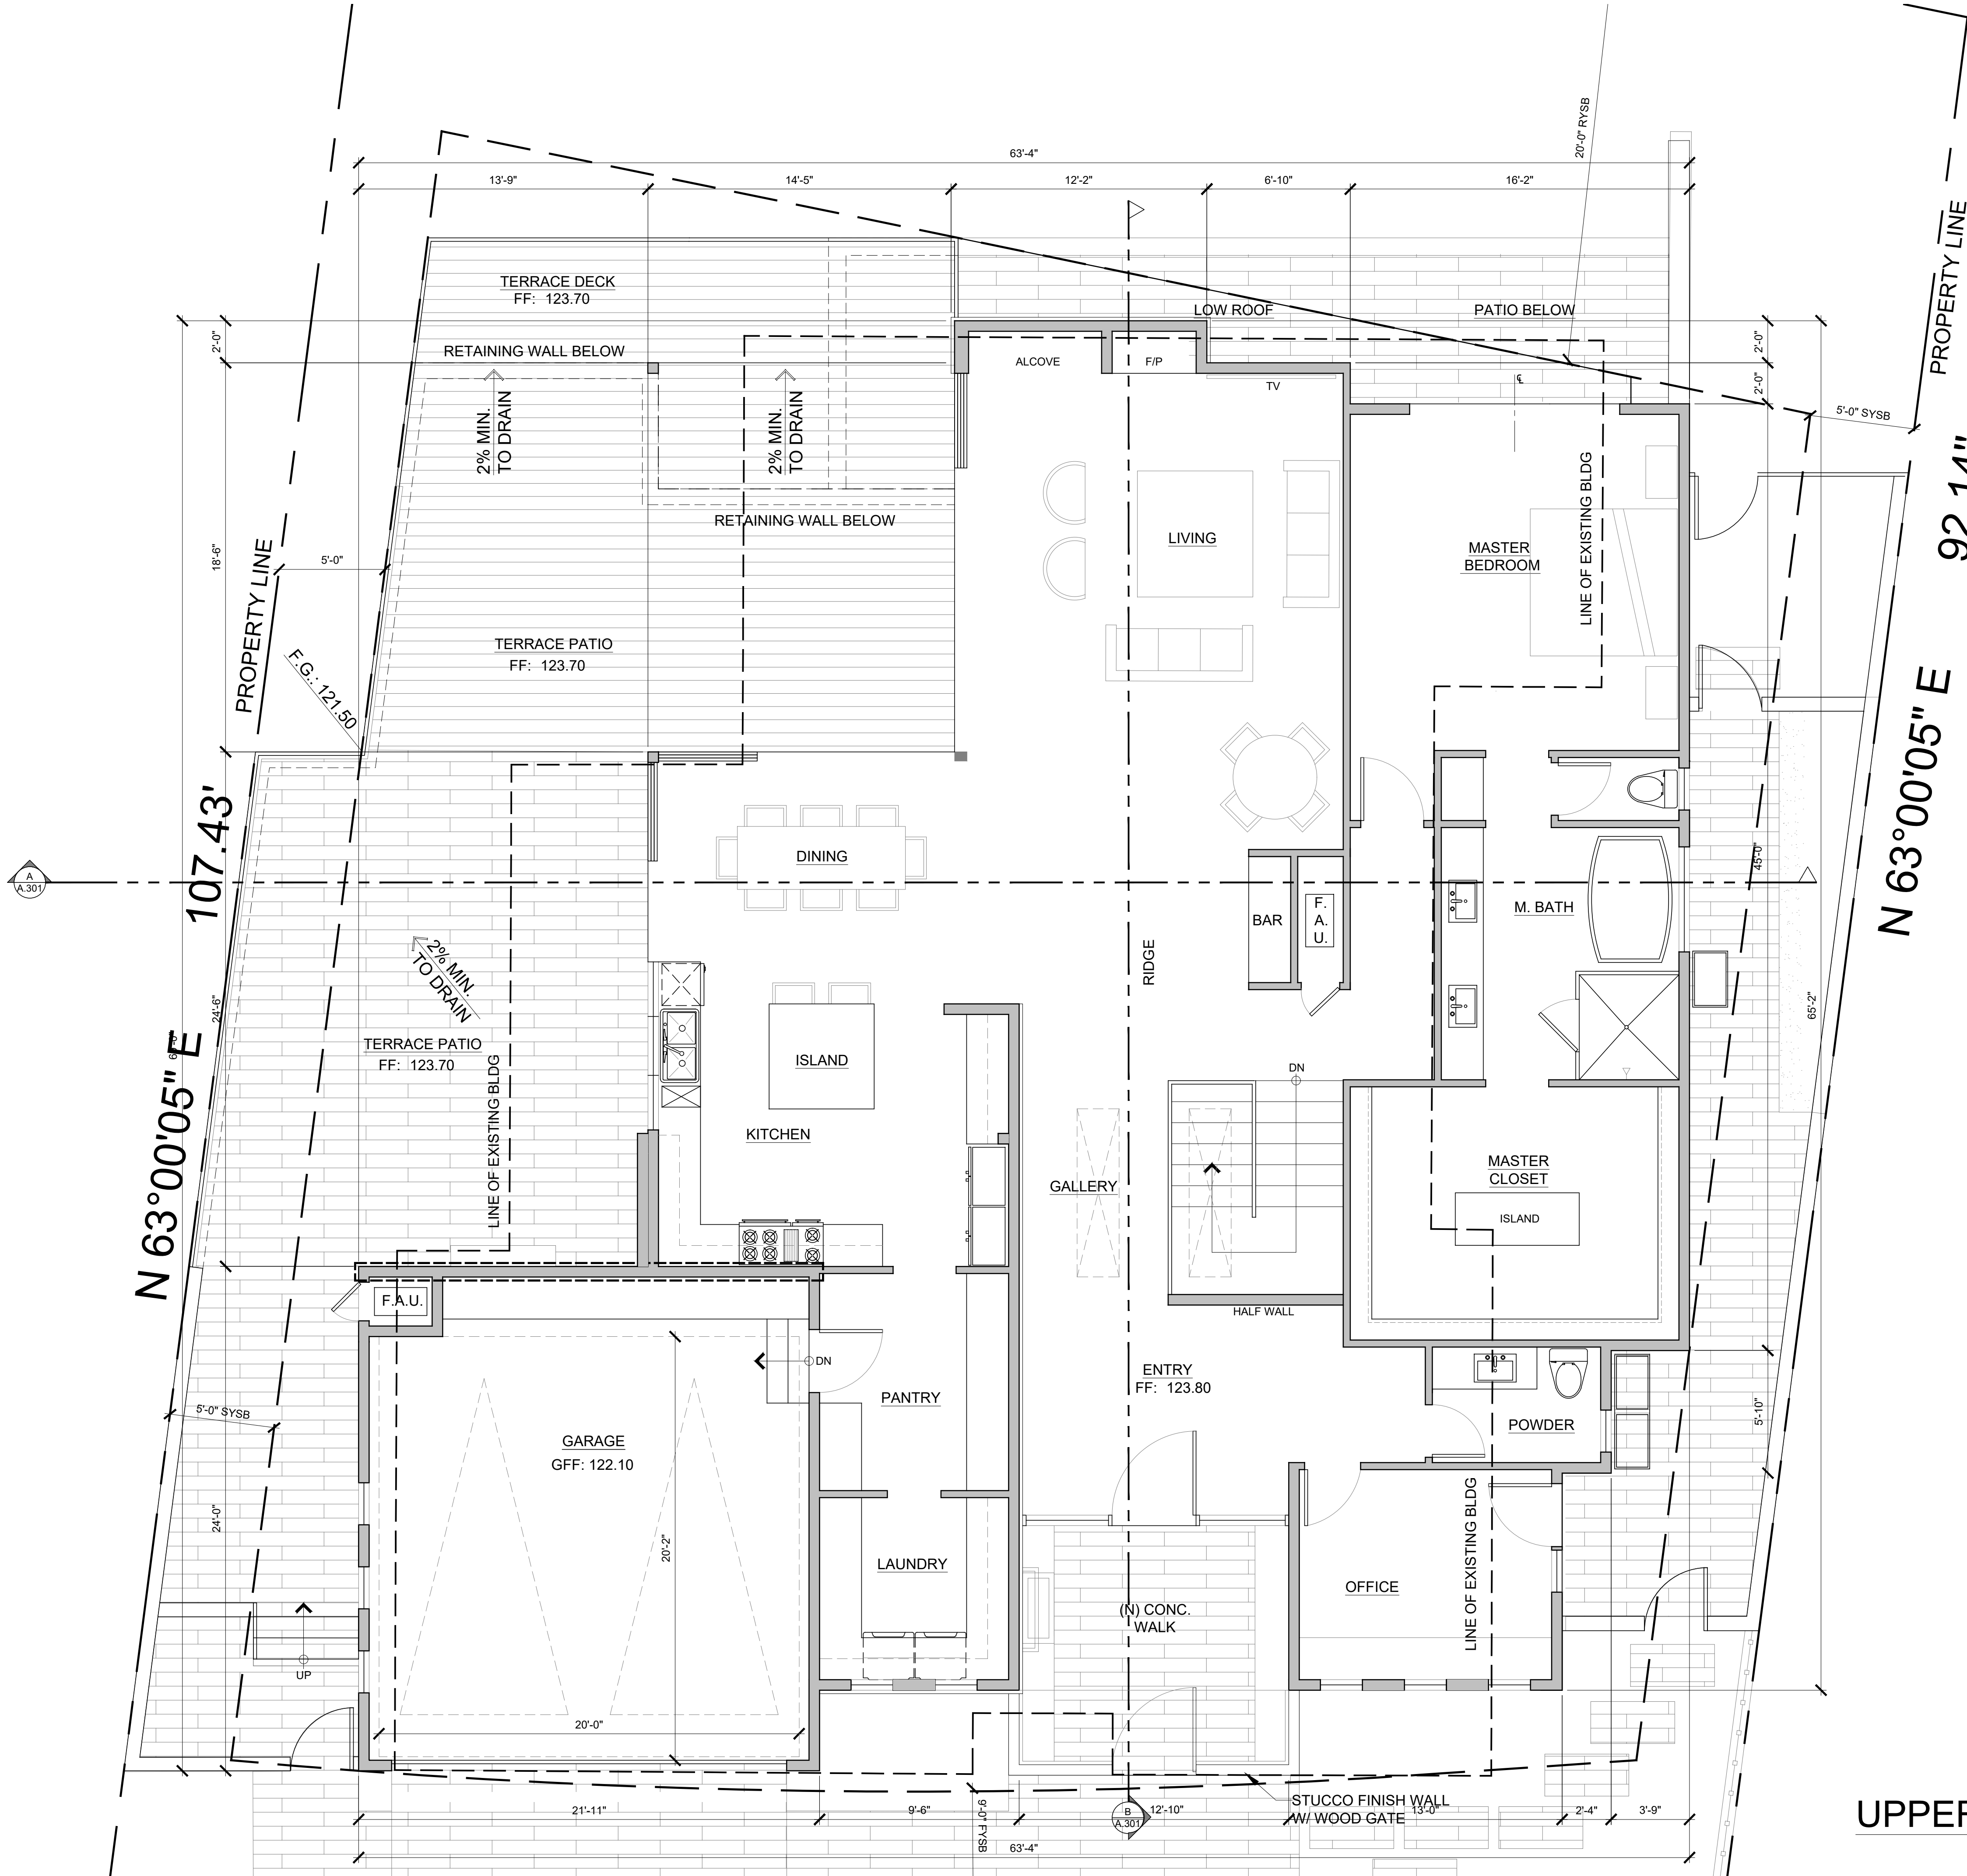 63'-4"
13'-9"
14'-5"
12'-2"
6'-10"
16'-2"
20'-0" RYSB
PROPERTY LINE
TERRACE DECK
FF: 123.70
LOW ROOF
PATIO BELOW
2'-0"
RETAINING WALL BELOW
ALCOVE
F/P
TV
℄
2'-0"
2'-0"
5'-0" SYSB
2% MIN.
TO DRAIN
2% MIN.
TO DRAIN
92.14"
RETAINING WALL BELOW
LIVING
MASTER
BEDROOM
LINE OF EXISTING BLDG
18'-6"
5'-0"
PROPERTY LINE
TERRACE PATIO
FF: 123.70
F.G.: 121.50
N 63°00'05" E
107.43'
DINING
A
A.301
BAR
F.
A.
U.
M. BATH
45'-0"
RIDGE
2% MIN.
TO DRAIN
24'-6"
65'-2"
TERRACE PATIO
FF: 123.70
ISLAND
N 63°00'05" E
DN
LINE OF EXISTING BLDG
KITCHEN
GALLERY
MASTER
CLOSET
ISLAND
F.A.U.
HALF WALL
DN
ENTRY
FF: 123.80
PANTRY
5'-0" SYSB
POWDER
5'-10"
GARAGE
GFF: 122.10
24'-0"
20'-2"
LAUNDRY
OFFICE
LINE OF EXISTING BLDG
(N) CONC.
WALK
UP
20'-0"
21'-11"
9'-6"
9'-0" FYSB
B
A.301
12'-10"
STUCCO FINISH WALL
W/ WOOD GATE
13'-0"
2'-4"
3'-9"
63'-4"
UPPER